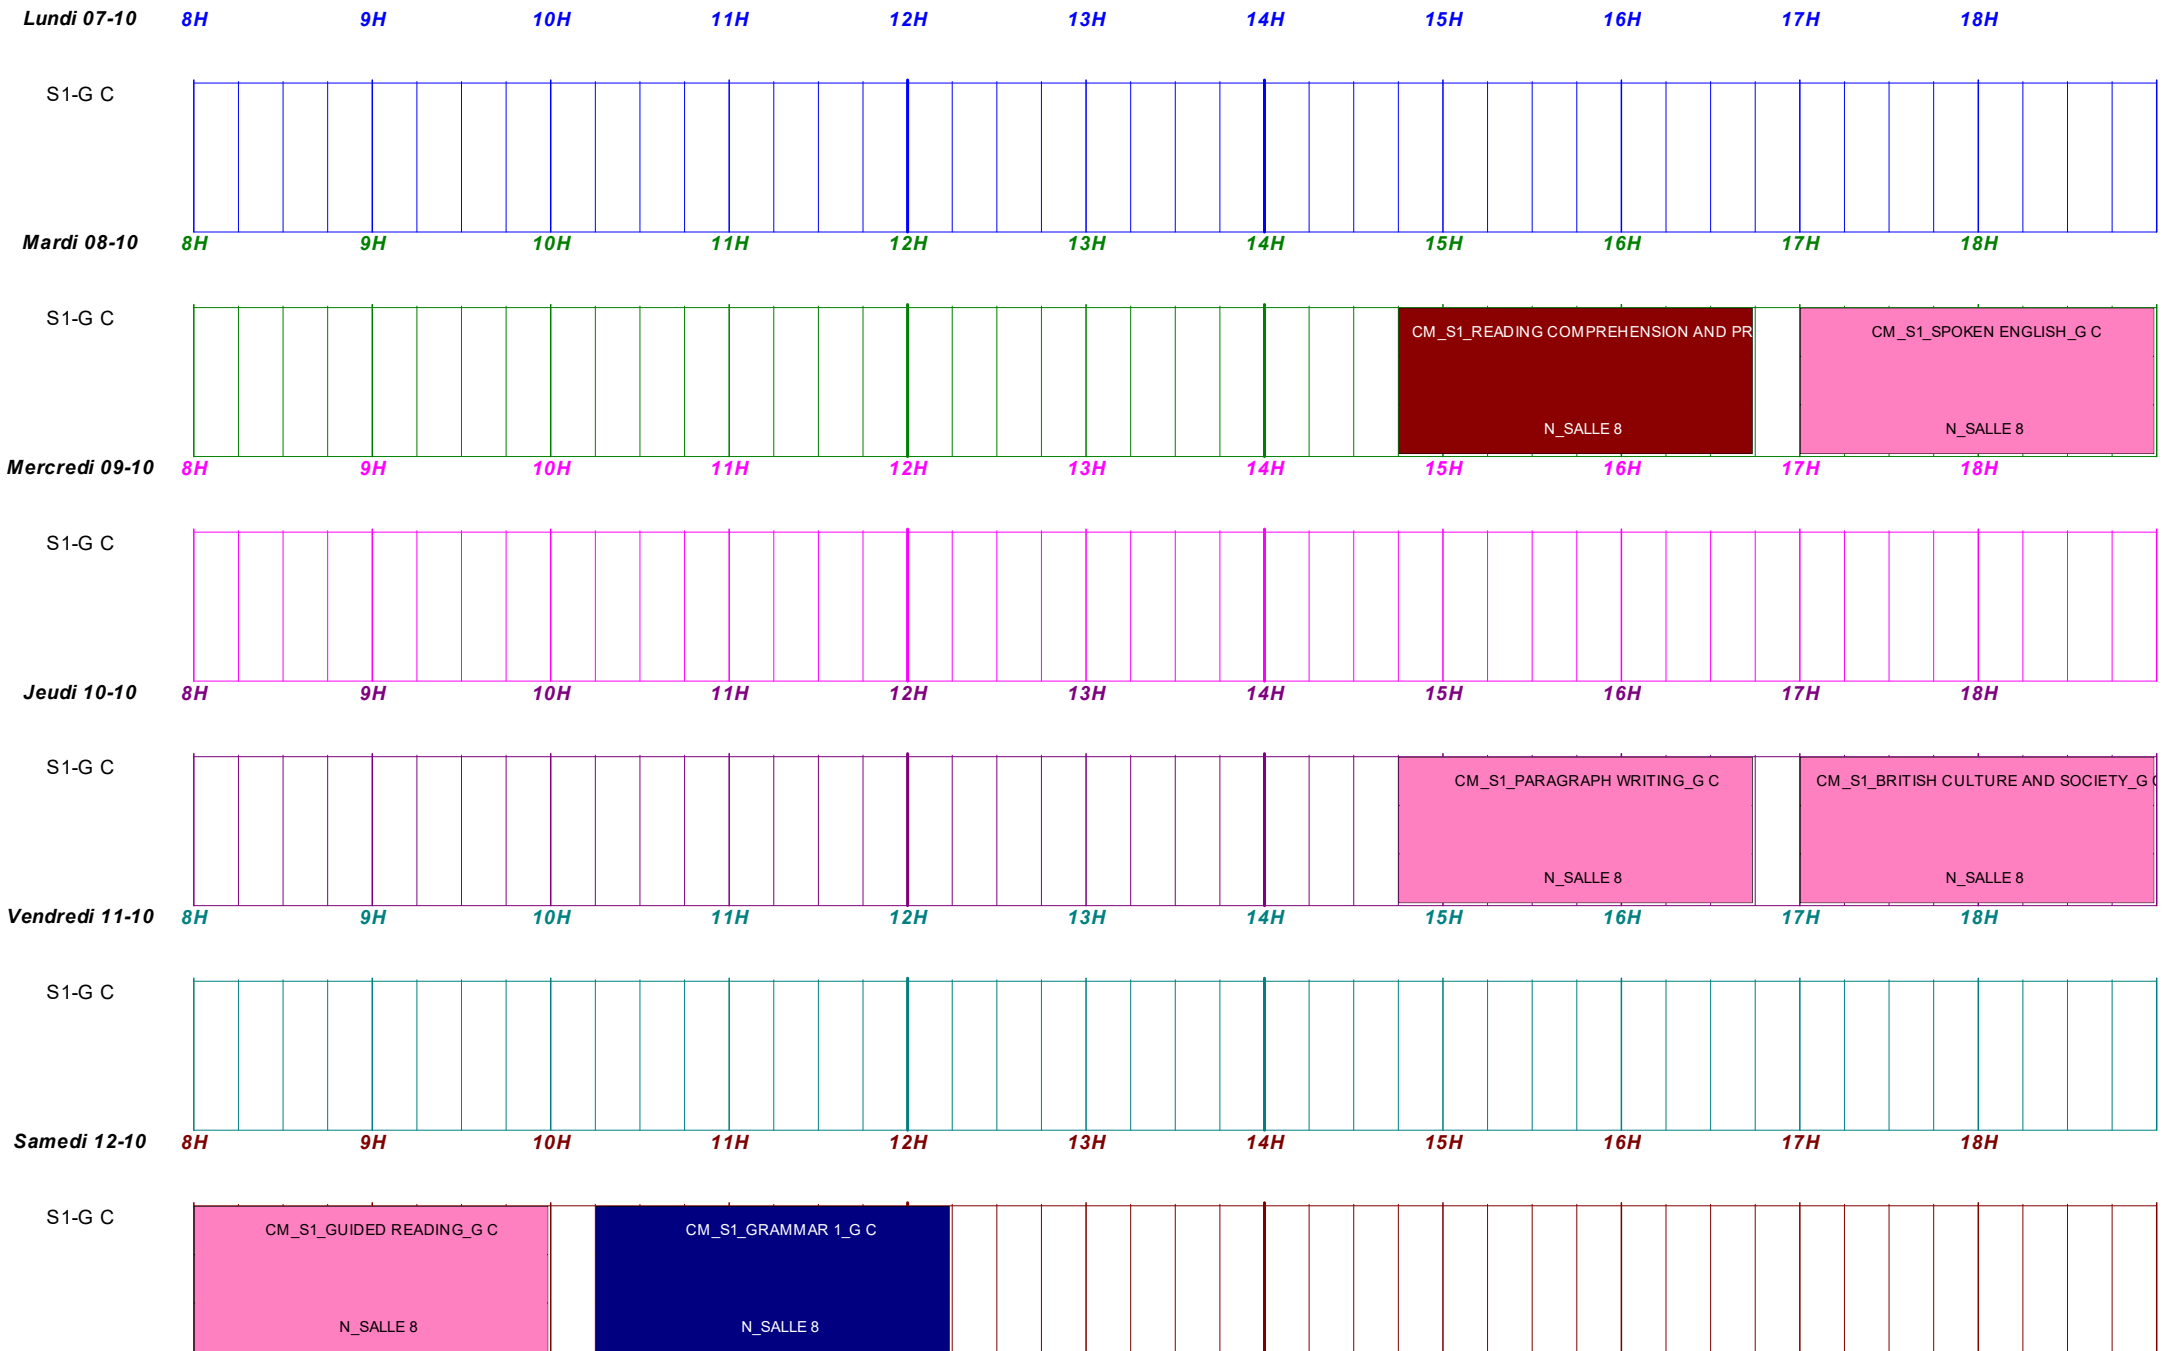 Lundi 07-10 8H 9H 10H 11H 12H 13H 14H 15H 16H 17H 18H
S1-G C
Mardi 08-10 8H 9H 10H 11H 12H 13H 14H 15H 16H 17H 18H
S1-G C
CM_S1_READING COMPREHENSION AND PR CM_S1_SPOKEN ENGLISH_G C
N_SALLE 8 N_SALLE 8
Mercredi 09-10 8H 9H 10H 11H 12H 13H 14H 15H 16H 17H 18H
S1-G C
Jeudi 10-10 8H 9H 10H 11H 12H 13H 14H 15H 16H 17H 18H
S1-G C
CM_S1_PARAGRAPH WRITING_G C CM_S1_BRITISH CULTURE AND SOCIETY_G C
N_SALLE 8 N_SALLE 8
Vendredi 11-10 8H 9H 10H 11H 12H 13H 14H 15H 16H 17H 18H
S1-G C
Samedi 12-10 8H 9H 10H 11H 12H 13H 14H 15H 16H 17H 18H
S1-G C
CM_S1_GUIDED READING_G C CM_S1_GRAMMAR 1_G C
N_SALLE 8 N_SALLE 8